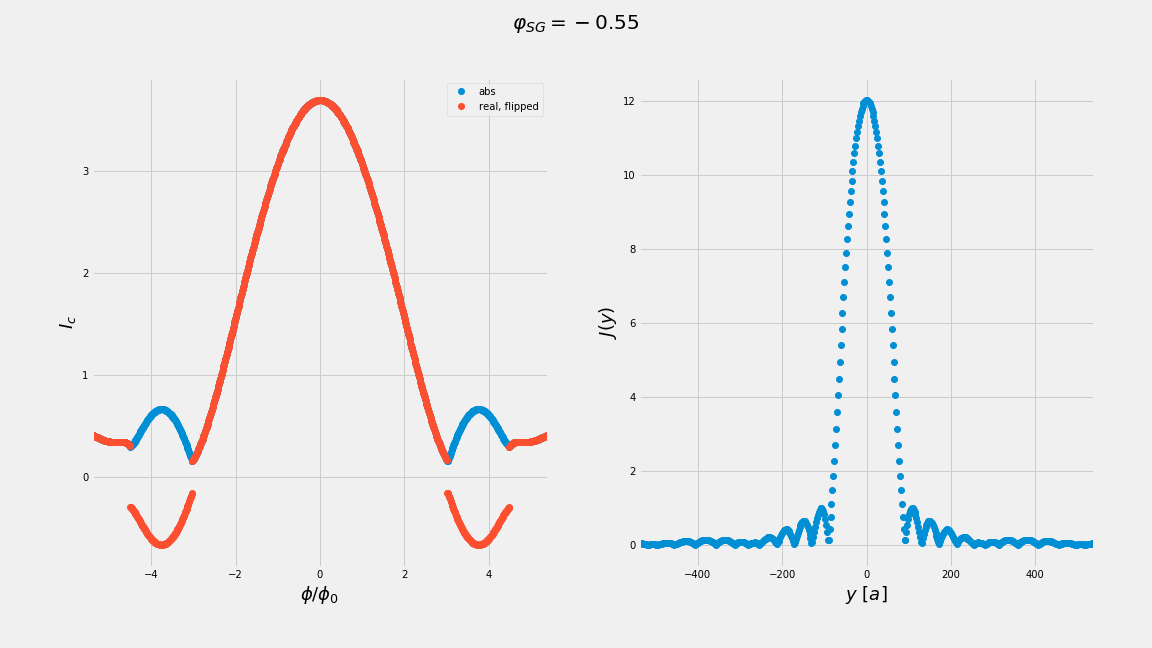 φ_SG = −0.55
abs
real, flipped
I_c
3
2
1
0
−4 −2 0 2 4
ϕ/ϕ_0
J(y)
12
10
8
6
4
2
0
−400 −200 0 200 400
y [a]